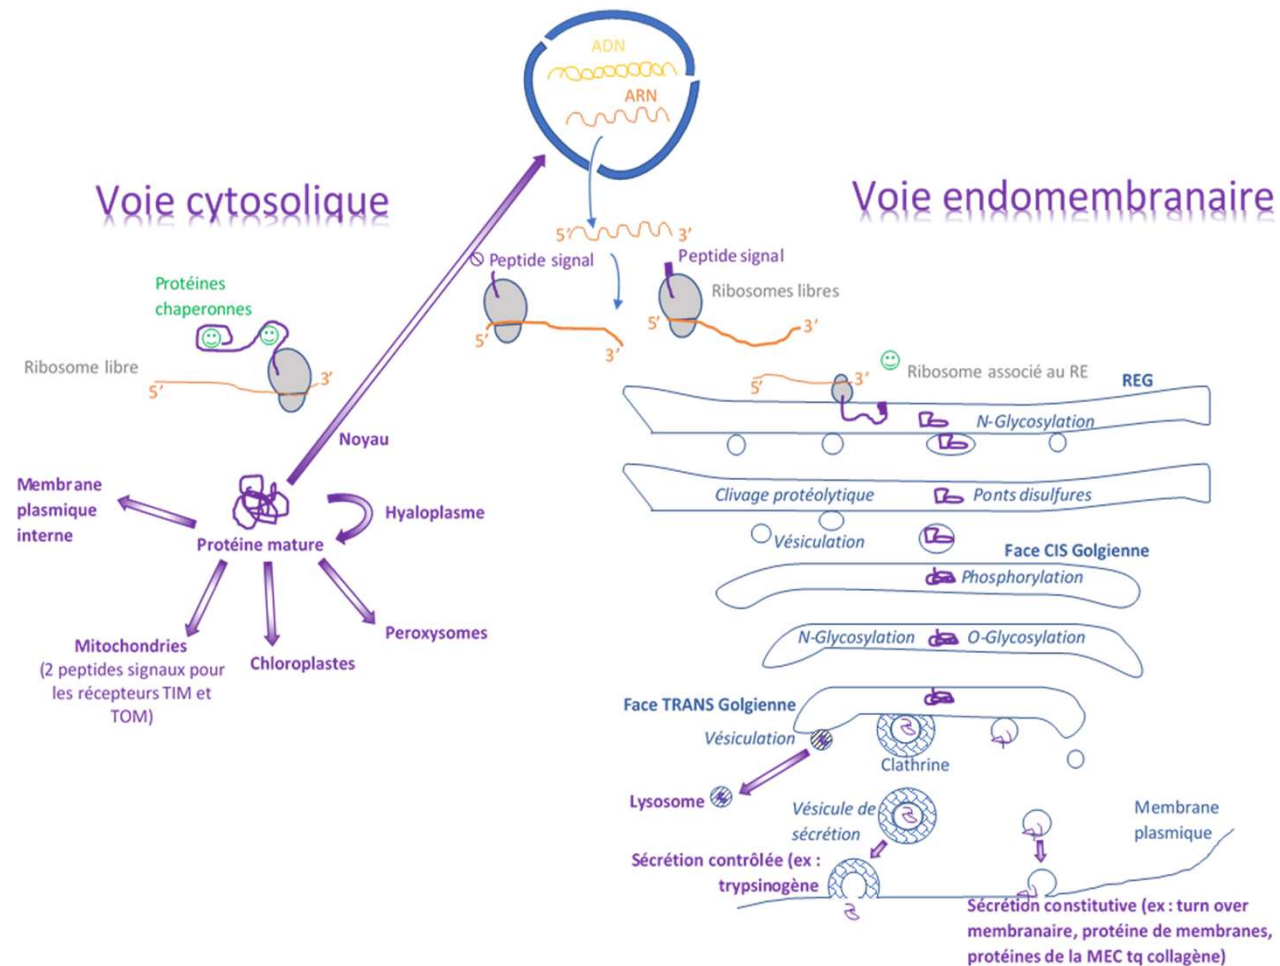 ADN
ARN
Voie cytosolique
Voie endomembranaire
5’
3’
Peptide signal
Peptide signal
Ribosomes libres
5’
3’
5’
3’
Protéines
chaperonnes
Ribosome libre
5’
3’
Noyau
Membrane
plasmique
interne
Hyaloplasme
Protéine mature
Peroxysomes
Mitochondries
(2 peptides signaux pour
les récepteurs TIM et
TOM)
Chloroplastes
5’
3’
Ribosome associé au RE
REG
N-Glycosylation
Clivage protéolytique
Ponts disulfures
Vésiculation
Face CIS Golgienne
Phosphorylation
N-Glycosylation
O-Glycosylation
Face TRANS Golgienne
Vésiculation
Clathrine
Lysosome
Vésicule de
sécrétion
Membrane
plasmique
Sécrétion contrôlée (ex :
trypsinogène
Sécrétion constitutive (ex : turn over
membranaire, protéine de membranes,
protéines de la MEC tq collagène)